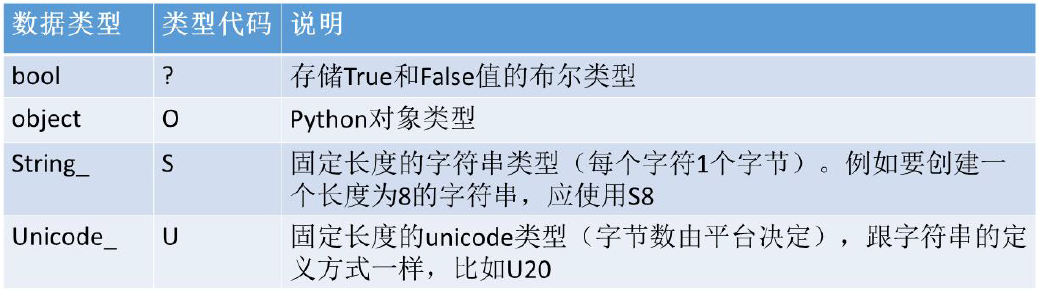 数据类型 类型代码 说明
bool ? 存储True和False值的布尔类型
object O Python对象类型
String_ S 固定长度的字符串类型（每个字符1个字节）。例如要创建一
个长度为8的字符串，应使用S8
Unicode_ U 固定长度的unicode类型（字节数由平台决定），跟字符串的定
义方式一样，比如U20